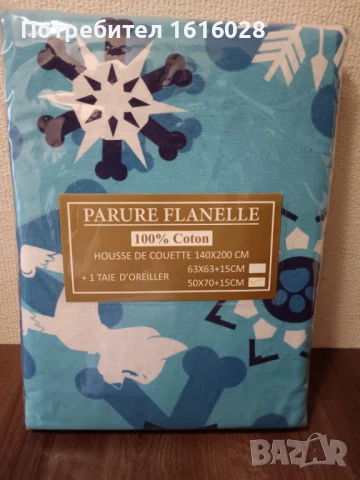 Потребител 1616028
PARURE FLANELLE
100% Coton
HOUSSE DE COUETTE 140X200 CM
63X63+15CM
+ 1 TAIE D'OREILLER
50X70+15CM
BAZAR